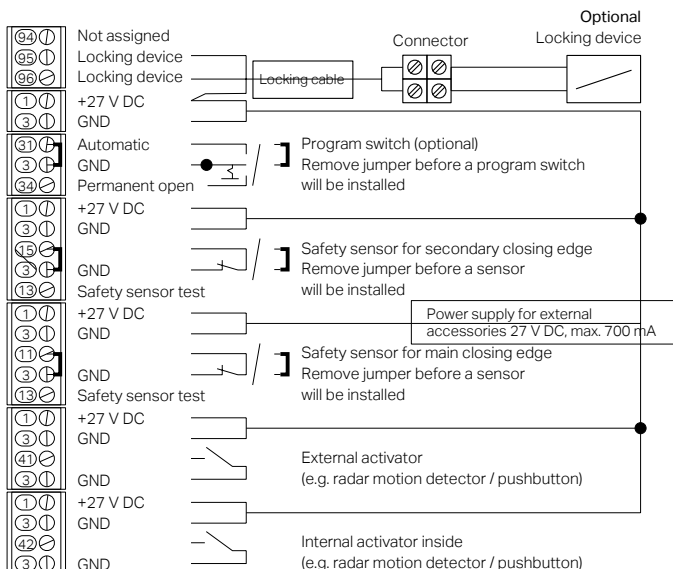 Optional
94 Not assigned
Connector
Locking device
95 Locking device
96 Locking device
Locking cable
1 +27 V DC
3 GND
31 Automatic
Program switch (optional)
3 GND
Remove jumper before a program switch
34 Permanent open
will be installed
1 +27 V DC
3 GND
15
Safety sensor for secondary closing edge
3 GND
Remove jumper before a sensor
13 Safety sensor test
will be installed
1 +27 V DC
Power supply for external
3 GND
accessories 27 V DC, max. 700 mA
11
Safety sensor for main closing edge
3 GND
Remove jumper before a sensor
13 Safety sensor test
will be installed
1 +27 V DC
3 GND
41
External activator
3 GND
(e.g. radar motion detector / pushbutton)
1 +27 V DC
3 GND
42
Internal activator inside
3 GND
(e.g. radar motion detector / pushbutton)